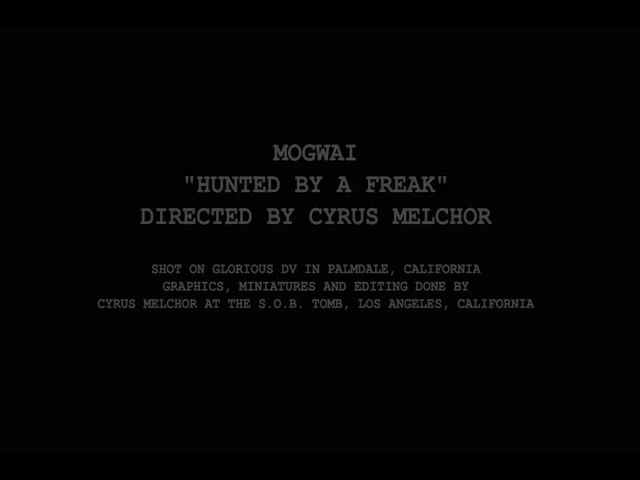 MOGWAI
"HUNTED BY A FREAK"
DIRECTED BY CYRUS MELCHOR
SHOT ON GLORIOUS DV IN PALMDALE, CALIFORNIA
GRAPHICS, MINIATURES AND EDITING DONE BY
CYRUS MELCHOR AT THE S.O.B. TOMB, LOS ANGELES, CALIFORNIA